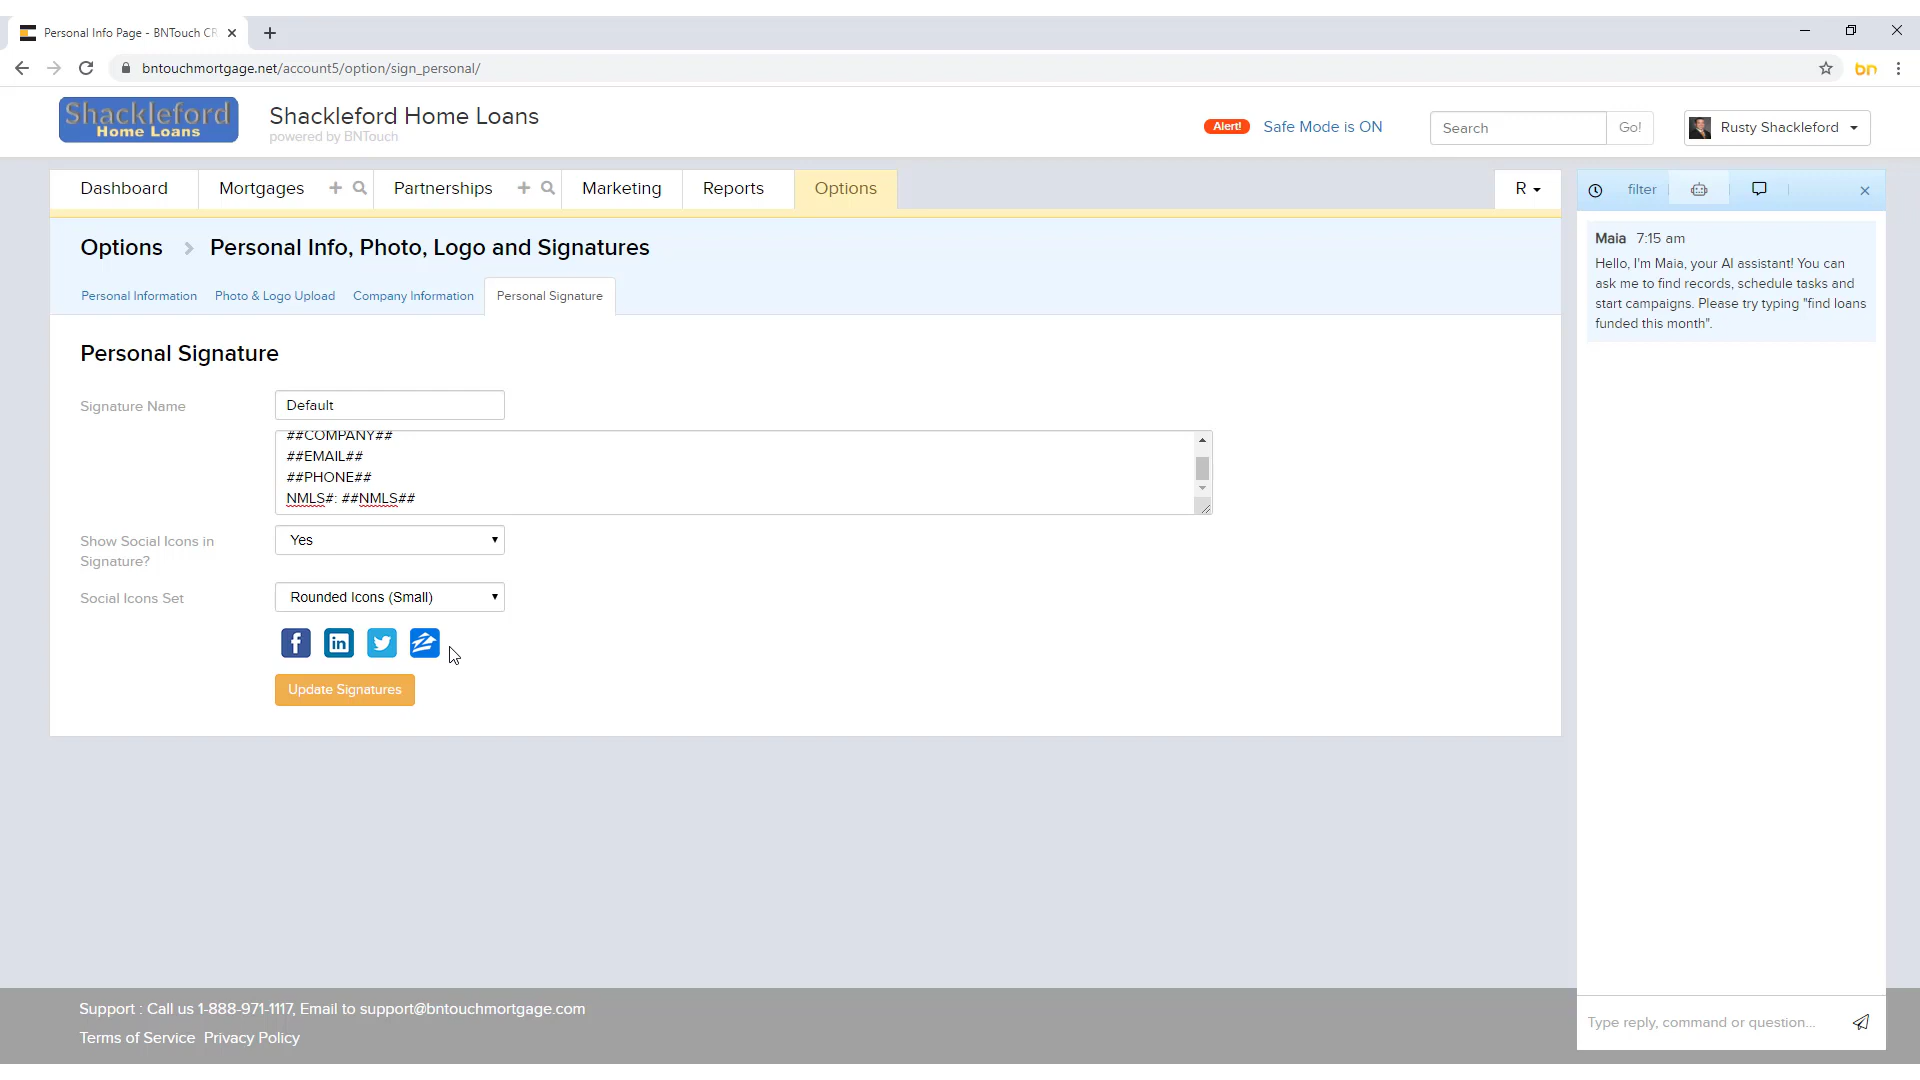 Personal Info Page - BNTouch CR
bntouchmortgage.net/account5/option/sign_personal/
bn
Shackleford
Home Loans
Shackleford Home Loans
powered by BNTouch
Alert!
Safe Mode is ON
Search
Go!
Rusty Shackleford
Dashboard
Mortgages
Partnerships
Marketing
Reports
Options
R
filter
Options
Personal Info, Photo, Logo and Signatures
Personal Information
Photo & Logo Upload
Company Information
Personal Signature
Maia 7:15 am
Hello, I'm Maia, your AI assistant! You can
ask me to find records, schedule tasks and
start campaigns. Please try typing "find loans
funded this month".
Personal Signature
Signature Name
Default
##COMPANY##
##EMAIL##
##PHONE##
NMLS#: ##NMLS##
Show Social Icons in
Signature?
Yes
Social Icons Set
Rounded Icons (Small)
f
in
Update Signatures
Support : Call us 1-888-971-1117, Email to support@bntouchmortgage.com
Terms of Service Privacy Policy
Type reply, command or question...